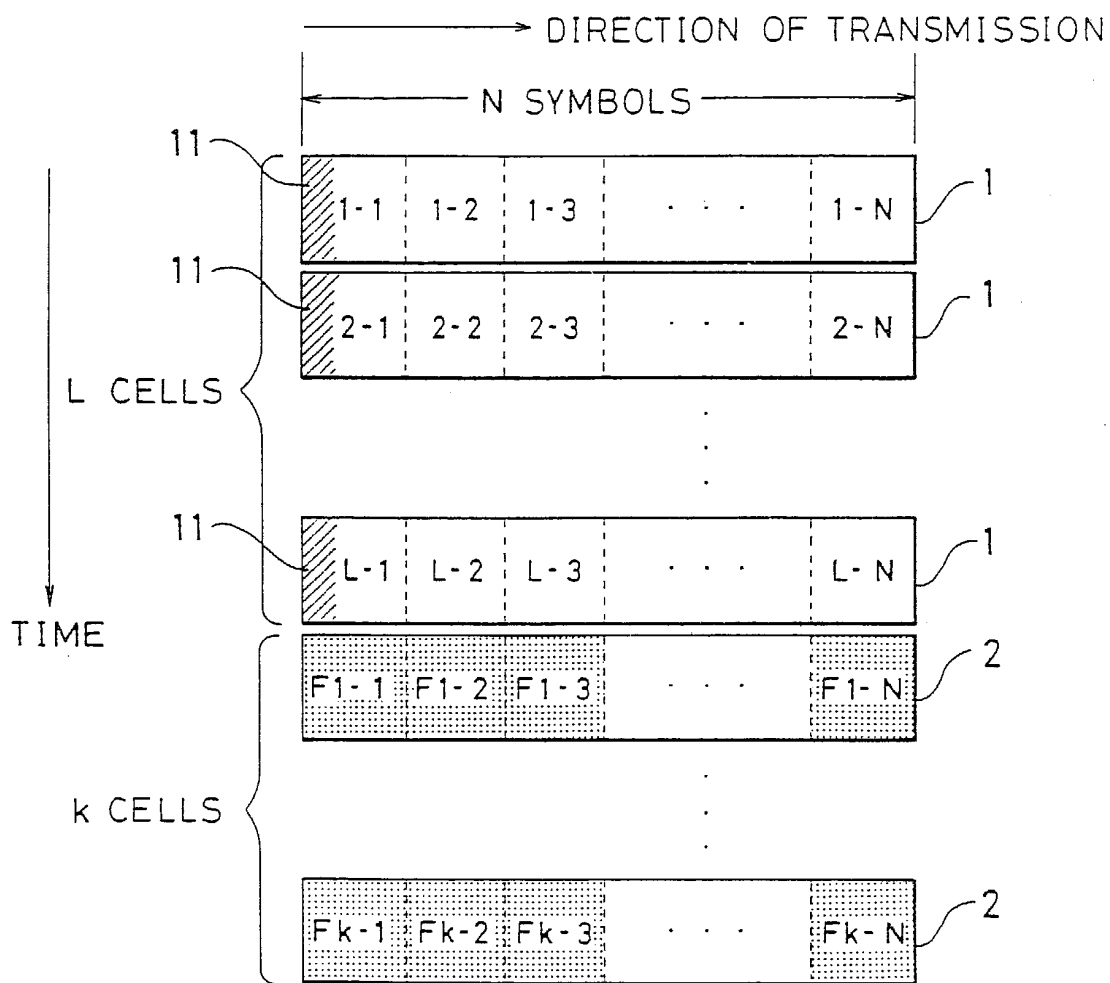 DIRECTION OF TRANSMISSION
N SYMBOLS
11
1-1 1-2 1-3 · · · 1-N 1
11
2-1 2-2 2-3 · · · 2-N 1
L CELLS
11
L-1 L-2 L-3 · · · L-N 1
TIME
F1-1 F1-2 F1-3 · · · F1-N 2
k CELLS
Fk-1 Fk-2 Fk-3 · · · Fk-N 2